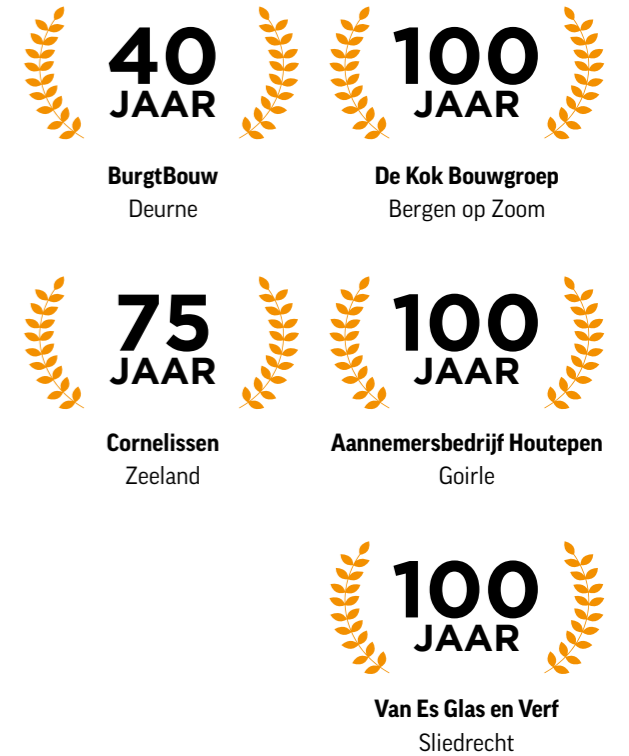 40
JAAR
BurgtBouw
Deurne
100
JAAR
De Kok Bouwgroep
Bergen op Zoom
75
JAAR
Cornelissen
Zeeland
100
JAAR
Aannemersbedrijf Houtepen
Goirle
100
JAAR
Van Es Glas en Verf
Sliedrecht